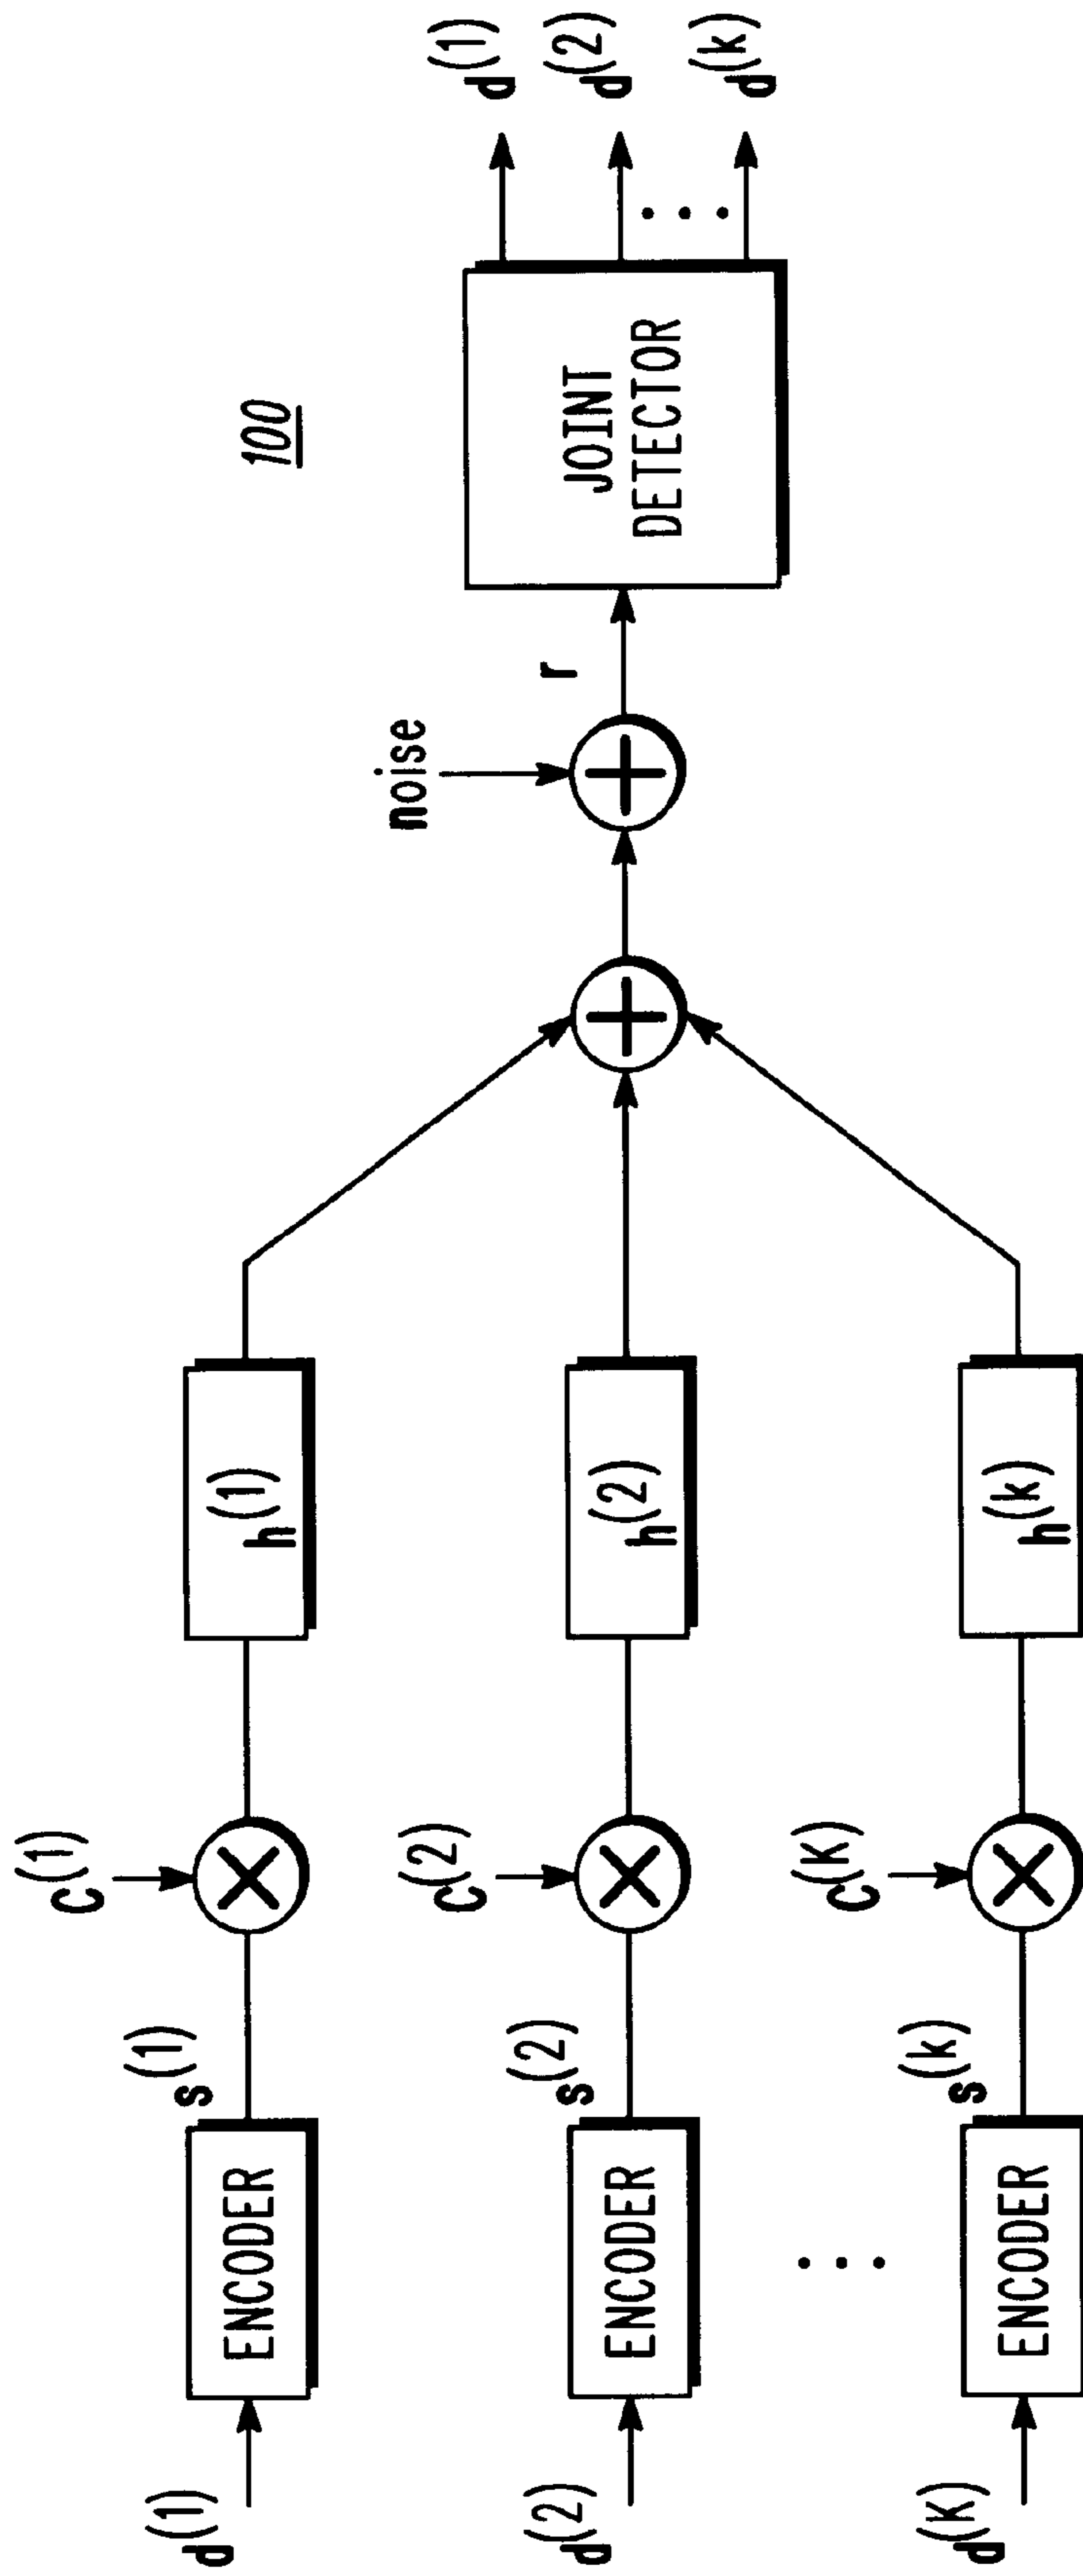 100
d(1)
ENCODER
s(1)
C(1)
h(1)
d(2)
ENCODER
s(2)
C(2)
h(2)
...
d(K)
ENCODER
s(k)
C(K)
h(k)
noise
r
JOINT
DETECTOR
d(1)
d(2)
...
d(k)